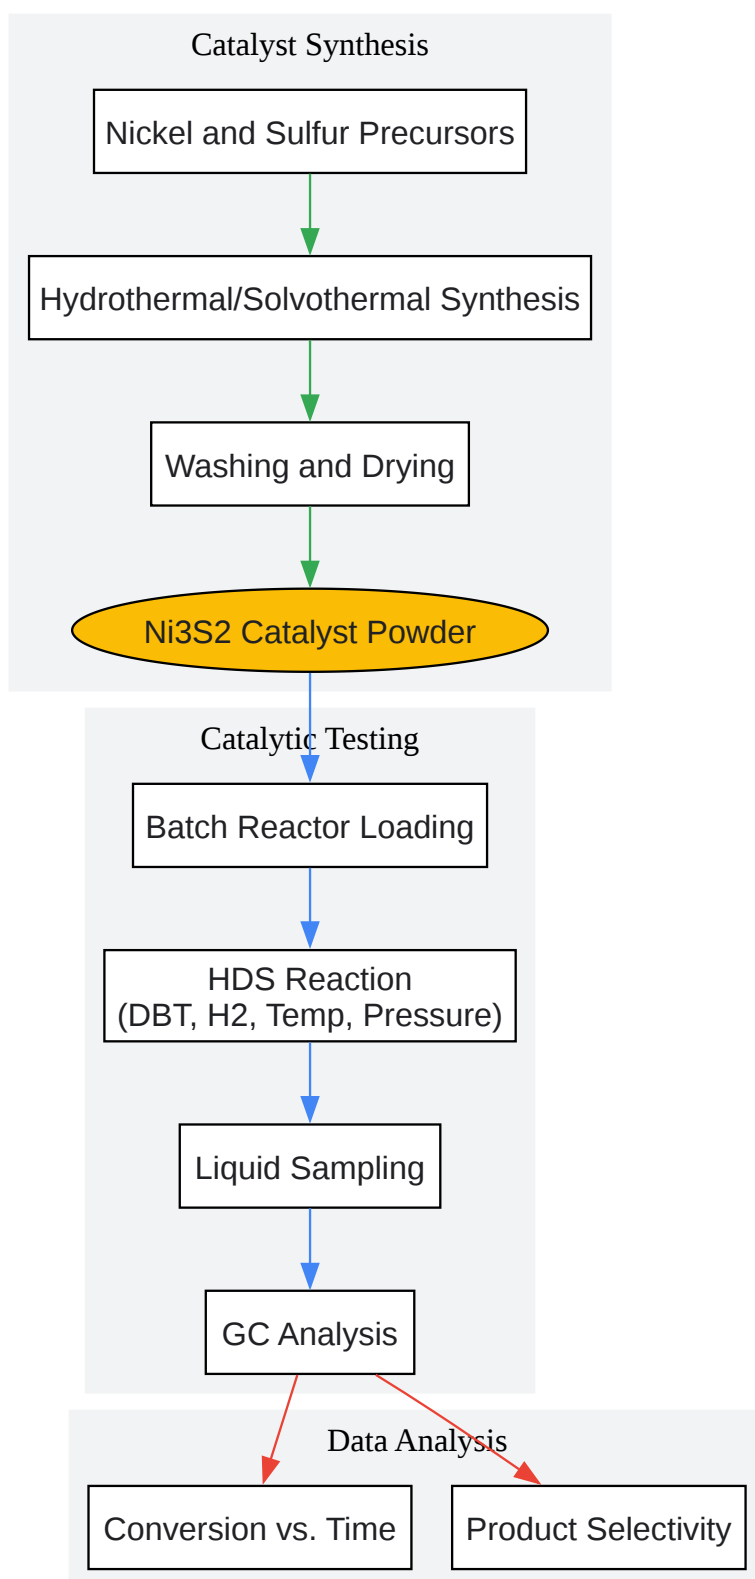 Catalyst Synthesis
Nickel and Sulfur Precursors
Hydrothermal/Solvothermal Synthesis
Washing and Drying
Ni3S2 Catalyst Powder
Catalytic Testing
Batch Reactor Loading
HDS Reaction
(DBT, H2, Temp, Pressure)
Liquid Sampling
GC Analysis
Data Analysis
Conversion vs. Time
Product Selectivity